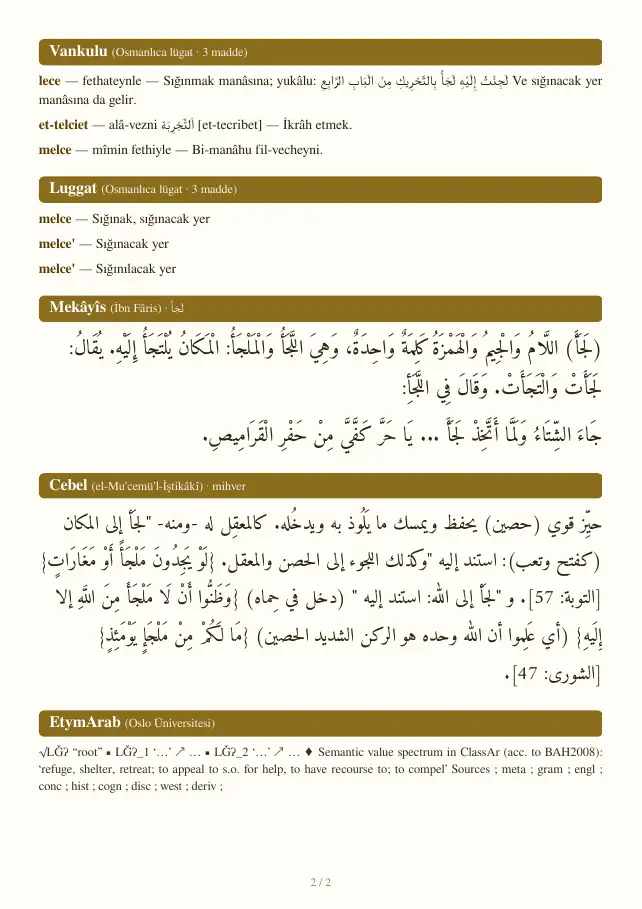 Vankulu (Osmanlıca lügat · 3 madde)
lece — fethateynle — Sığınmak manâsına; yukâlu: لَجِئْتُ إِلَيْهِ لَجَأً بِالتَّحْرِيكِ مِنَ الْبَابِ الرَّابِعِ Ve sığınacak yer
manâsına da gelir.
et-telciet — alâ-vezni اَلتَّجْرِبَة [et-tecribet] — İkrâh etmek.
melce — mîmin fethiyle — Bi-manâhu fil-vecheyni.
Luggat (Osmanlıca lügat · 3 madde)
melce — Sığınak, sığınacak yer
melce' — Sığınacak yer
melce' — Sığınılacak yer
Mekâyîs (İbn Fâris) · لَجَأ
(لَجَأَ) اللَّامُ وَالْجِيمُ وَالْهَمْزَةُ كَلِمَةٌ وَاحِدَةٌ، وَهِيَ اللَّجَأُ وَالْمَلْجَأُ: الْمَكَانُ يُلْتَجَأُ إِلَيْهِ. يُقَالُ:
لَجَأَتْ وَالْتَجَأَتْ. وَقَالَ فِي اللَّجَأِ:
جَاءَ الشِّتَاءُ وَلَمَّا أَتَّخِذْ لَجَأً ... يَا حَرَّ كَفَّيَّ مِنْ حَفْرِ الْقَرَامِيصِ.
Cebel (el-Mu'cemü'l-İştikâkî) · mihver
حيِّز قوي (حصين) يحفظ ويمسك ما يَلُوذ به ويدخُله. كالمعقِل له -ومنه- "لجَأ إلى المكان
(كفتح وتعب): استند إليه "وكذلك اللجوء إلى الحصن والمعقل. {لَوْ يَجِدُونَ مَلْجَأً أَوْ مَغَارَاتٍ}
[التوبة: 57]. و "لجَأ إلى الله: استند إليه " (دخل في حِماه) {وَظَنُّوا أَنْ لَا مَلْجَأَ مِنَ اللَّهِ إلا
إِلَيهِ} (أي عَلِموا أن الله وحده هو الركن الشديد الحصين) {مَا لَكُمْ مِنْ مَلْجَإٍ يَوْمَئِذٍ}
[الشورى: 47].
EtymArab (Oslo Üniversitesi)
√LǦʔ “root” ▪ LǦʔ_1 ‘…’ ↗ … ▪ LǦʔ_2 ‘…’ ↗ … ♦ Semantic value spectrum in ClassAr (acc. to BAH2008):
‘refuge, shelter, retreat; to appeal to s.o. for help, to have recourse to; to compel’ Sources ; meta ; gram ; engl ;
conc ; hist ; cogn ; disc ; west ; deriv ;
2 / 2